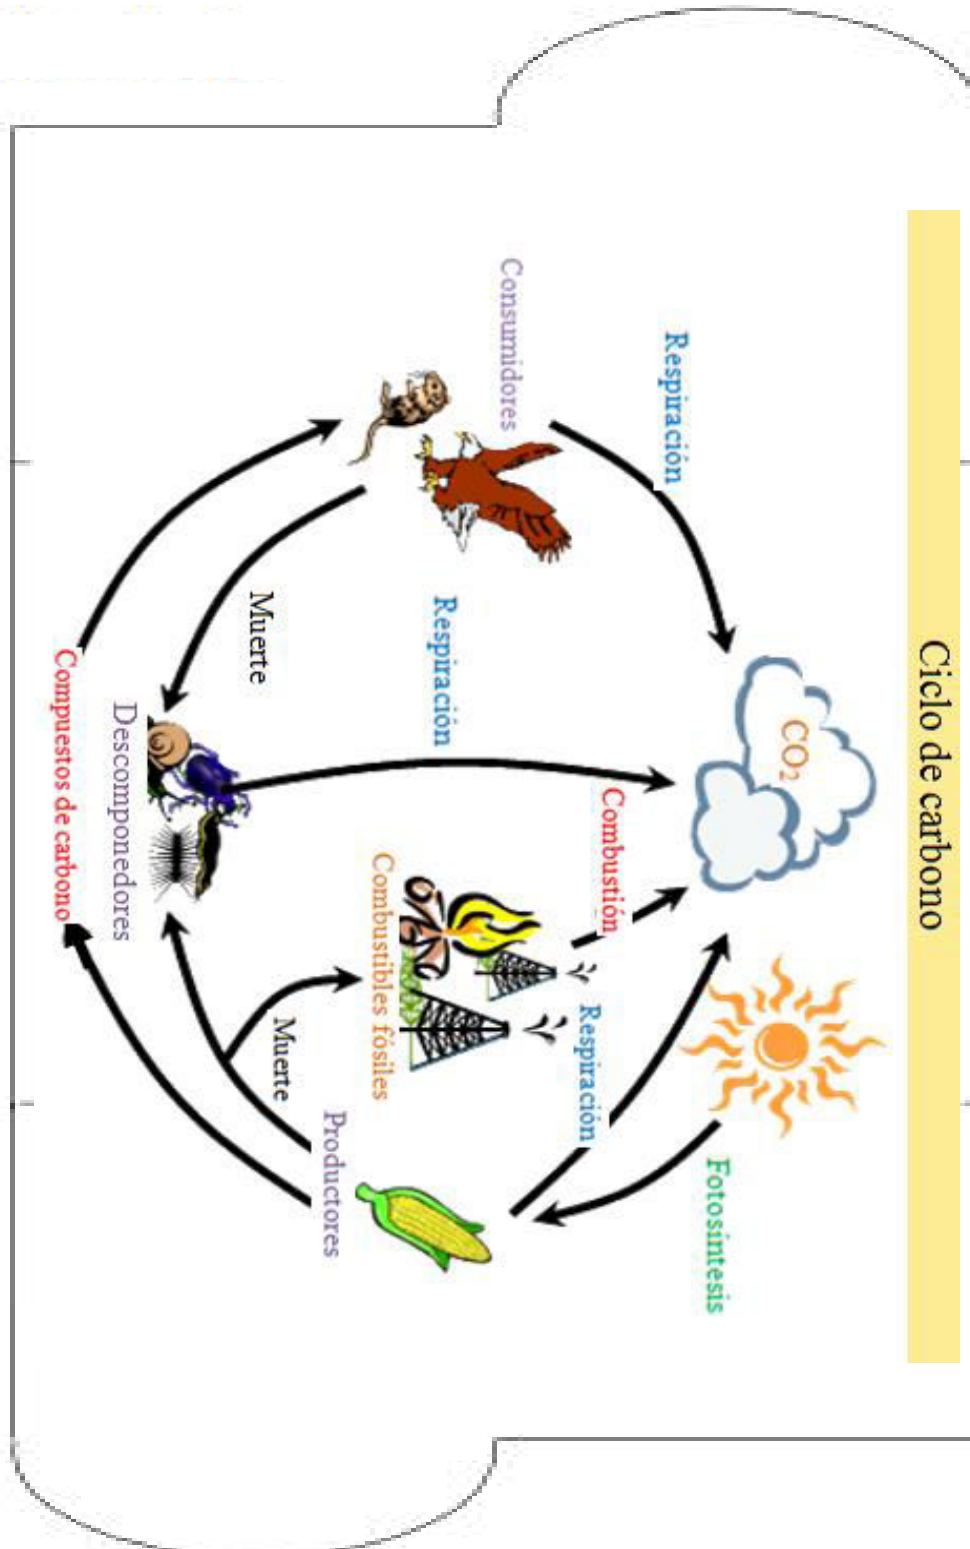 Ciclo de carbono
CO2
Respiración
Fotosíntesis
Consumidores
Combustión
Respiración
Respiración
Combustibles fósiles
Productores
Muerte
Muerte
Descomponedores
Compuestos de carbono